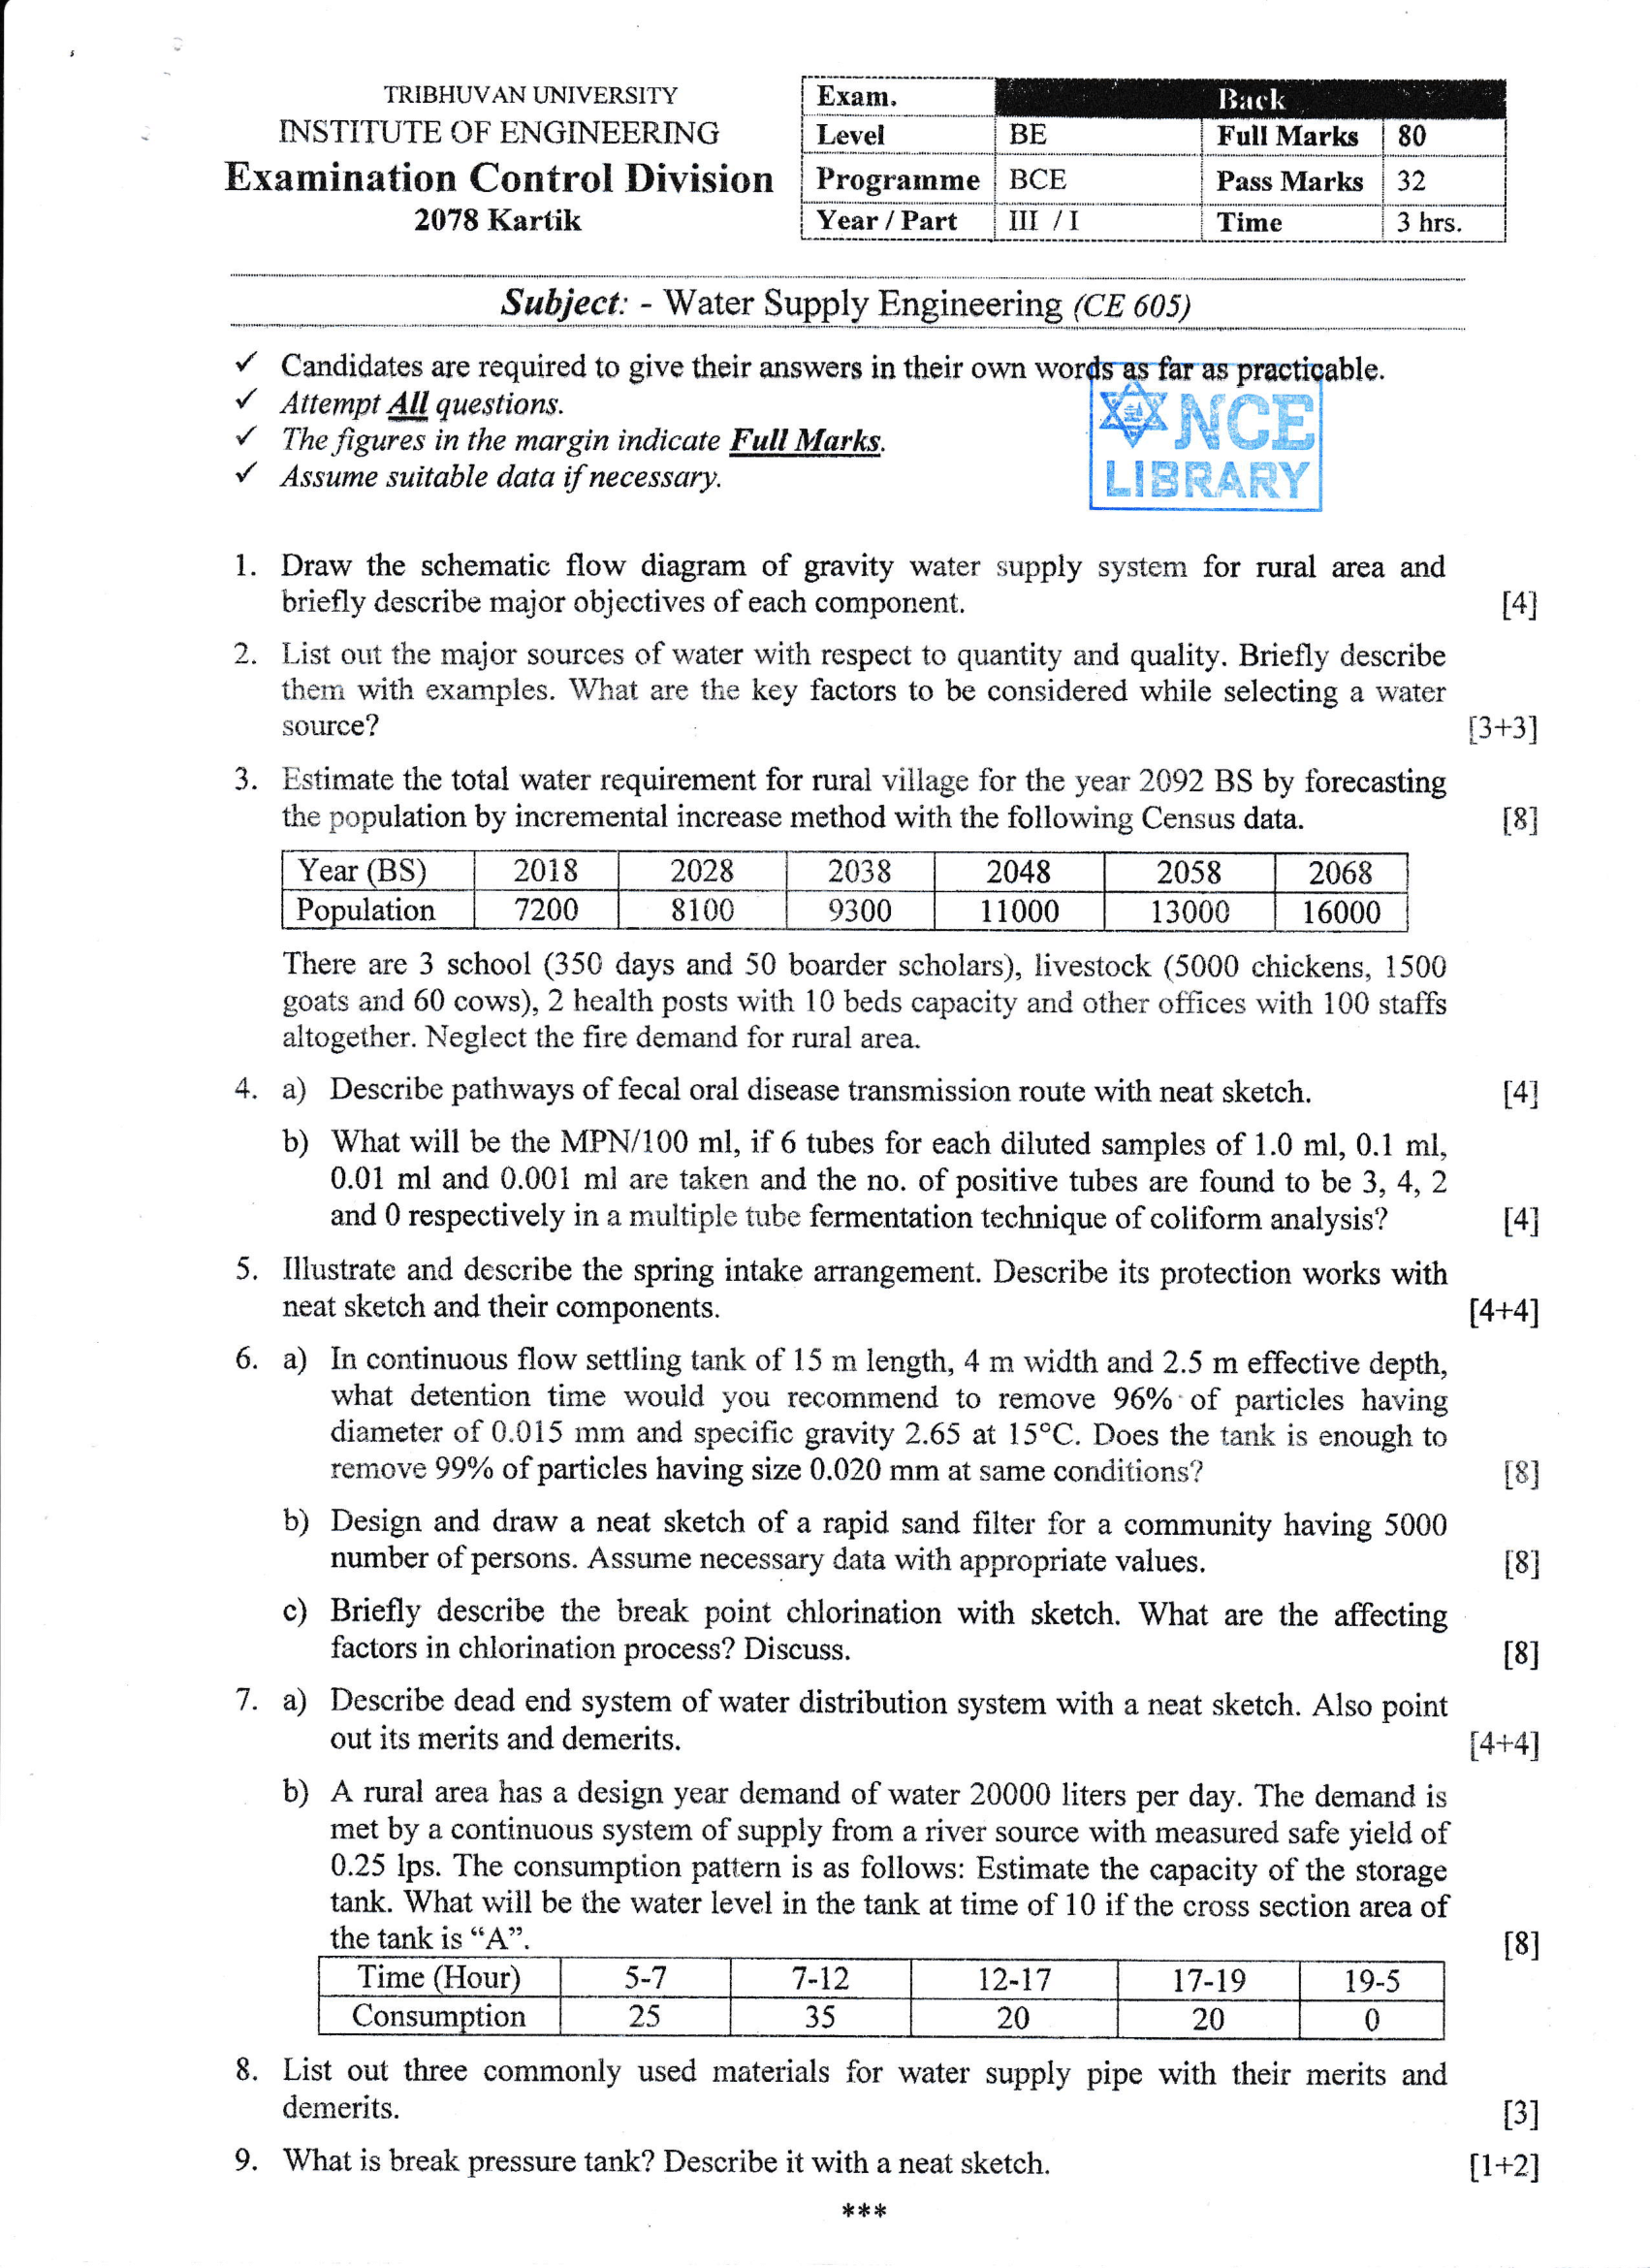 TRIBHUVAN UNIVERSITY
INSTITUTE OF ENGINEERING
Examination Control Division
2078 Kartik
Exam. Back
Level BE Full Marks 80
Programme BCE Pass Marks 32
Year / Part III / I Time 3 hrs.
Subject: - Water Supply Engineering (CE 605)
✓ Candidates are required to give their answers in their own words as far as practicable.
✓ Attempt All questions.
✓ The figures in the margin indicate Full Marks.
✓ Assume suitable data if necessary.
NCE
LIBRARY
1. Draw the schematic flow diagram of gravity water supply system for rural area and
briefly describe major objectives of each component. [4]
2. List out the major sources of water with respect to quantity and quality. Briefly describe
them with examples. What are the key factors to be considered while selecting a water
source? [3+3]
3. Estimate the total water requirement for rural village for the year 2092 BS by forecasting
the population by incremental increase method with the following Census data. [8]
Year (BS) 2018 2028 2038 2048 2058 2068
Population 7200 8100 9300 11000 13000 16000
There are 3 school (350 days and 50 boarder scholars), livestock (5000 chickens, 1500
goats and 60 cows), 2 health posts with 10 beds capacity and other offices with 100 staffs
altogether. Neglect the fire demand for rural area.
4. a) Describe pathways of fecal oral disease transmission route with neat sketch. [4]
b) What will be the MPN/100 ml, if 6 tubes for each diluted samples of 1.0 ml, 0.1 ml,
0.01 ml and 0.001 ml are taken and the no. of positive tubes are found to be 3, 4, 2
and 0 respectively in a multiple tube fermentation technique of coliform analysis? [4]
5. Illustrate and describe the spring intake arrangement. Describe its protection works with
neat sketch and their components. [4+4]
6. a) In continuous flow settling tank of 15 m length, 4 m width and 2.5 m effective depth,
what detention time would you recommend to remove 96% of particles having
diameter of 0.015 mm and specific gravity 2.65 at 15°C. Does the tank is enough to
remove 99% of particles having size 0.020 mm at same conditions? [8]
b) Design and draw a neat sketch of a rapid sand filter for a community having 5000
number of persons. Assume necessary data with appropriate values. [8]
c) Briefly describe the break point chlorination with sketch. What are the affecting
factors in chlorination process? Discuss. [8]
7. a) Describe dead end system of water distribution system with a neat sketch. Also point
out its merits and demerits. [4+4]
b) A rural area has a design year demand of water 20000 liters per day. The demand is
met by a continuous system of supply from a river source with measured safe yield of
0.25 lps. The consumption pattern is as follows: Estimate the capacity of the storage
tank. What will be the water level in the tank at time of 10 if the cross section area of
the tank is “A”. [8]
Time (Hour) 5-7 7-12 12-17 17-19 19-5
Consumption 25 35 20 20 0
8. List out three commonly used materials for water supply pipe with their merits and
demerits. [3]
9. What is break pressure tank? Describe it with a neat sketch. [1+2]
***